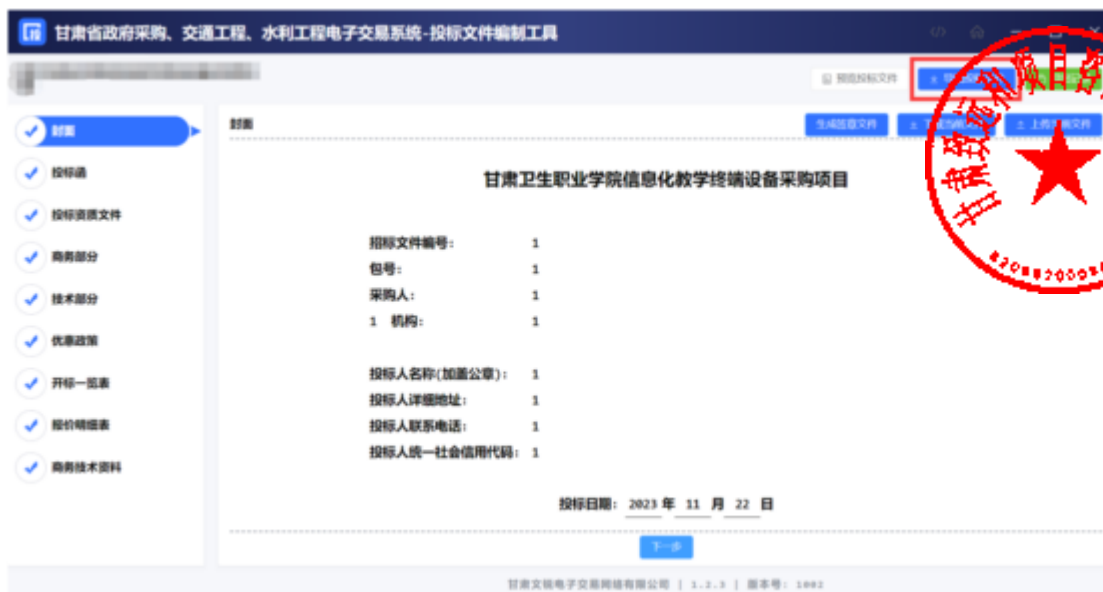 甘肃省政府采购、交通工程、水利工程电子交易系统-投标文件编制工具
预览投标文件
封面
投标函
投标资质文件
商务部分
技术部分
优惠政策
开标一览表
报价明细表
商务技术资料
封面
生成签章文件
甘肃卫生职业学院信息化教学终端设备采购项目
招标文件编号: 1
包号: 1
采购人: 1
1 机构: 1
投标人名称(加盖公章): 1
投标人详细地址: 1
投标人联系电话: 1
投标人统一社会信用代码: 1
投标日期: 2023 年 11 月 22 日
下一步
甘肃文锐电子交易网络有限公司 | 1.2.3 | 版本号: 1002